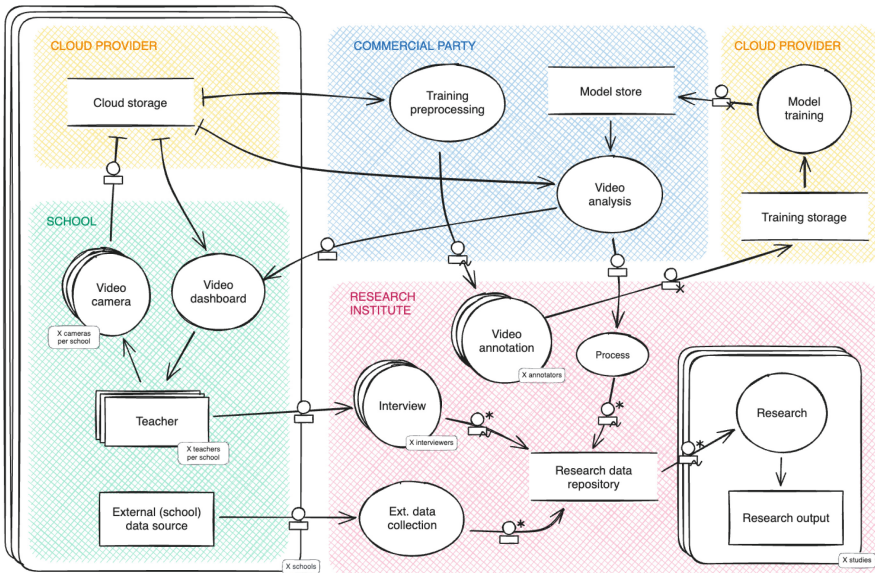 CLOUD PROVIDER
Cloud storage
COMMERCIAL PARTY
Training
preprocessing
Model store
Video
analysis
CLOUD PROVIDER
Model
training
Training storage
SCHOOL
Video
camera
X cameras
per school
Video
dashboard
Teacher
X teachers
per school
External (school)
data source
X schools
RESEARCH
INSTITUTE
Video
annotation
X annotators
Process
Interview
X interviewers
Ext. data
collection
*
*
*
Research data
repository
*
Research
Research output
X studies